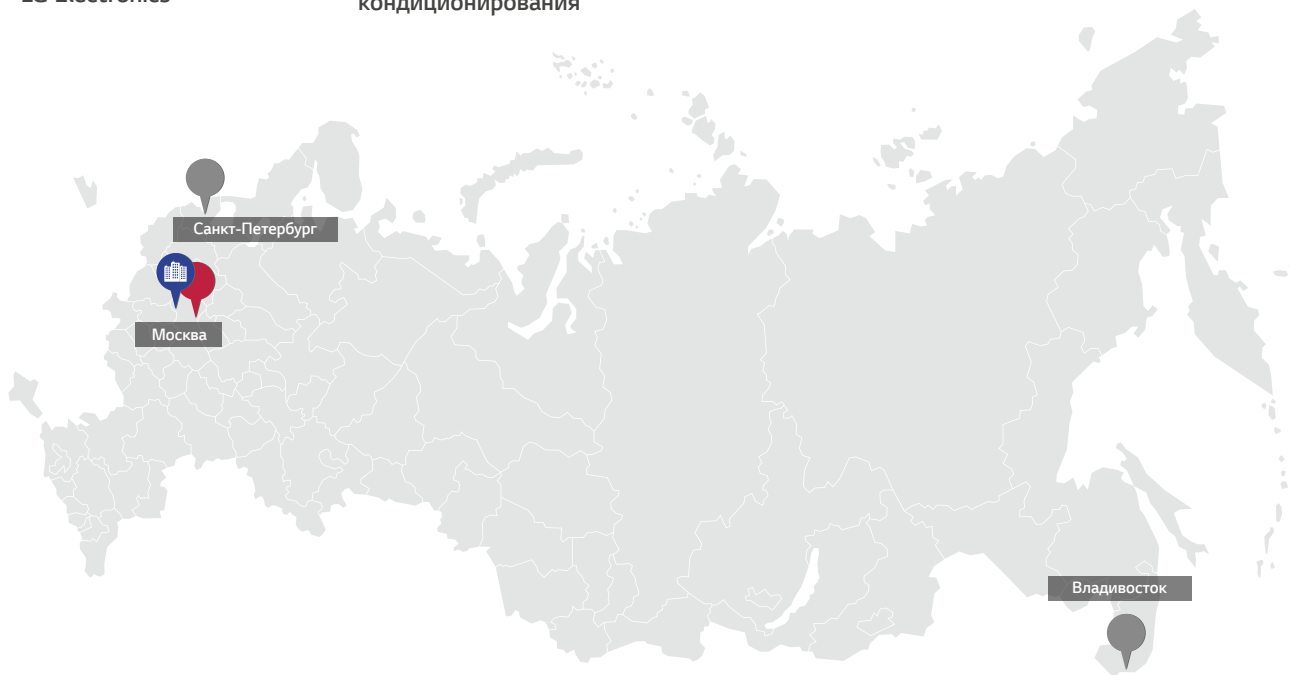 LG Electronics
кондиционирования
Санкт-Петербург
Москва
Владивосток